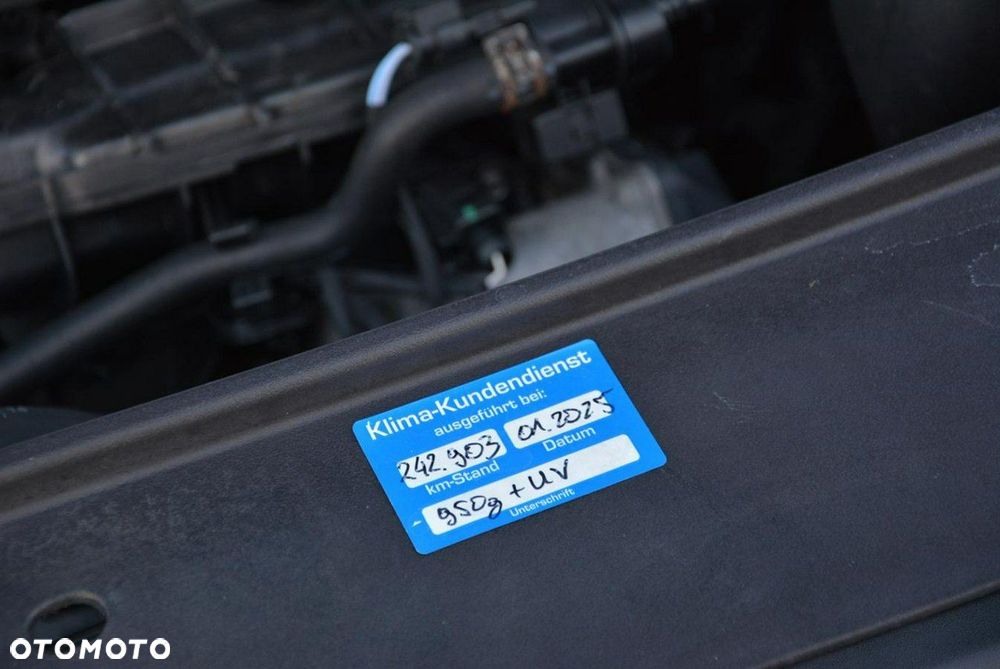 Klima-Kundendienst
ausgeführt bei:
242.903 01.2025
km-Stand Datum
950g + UV
Unterschrift
OTOMOTO